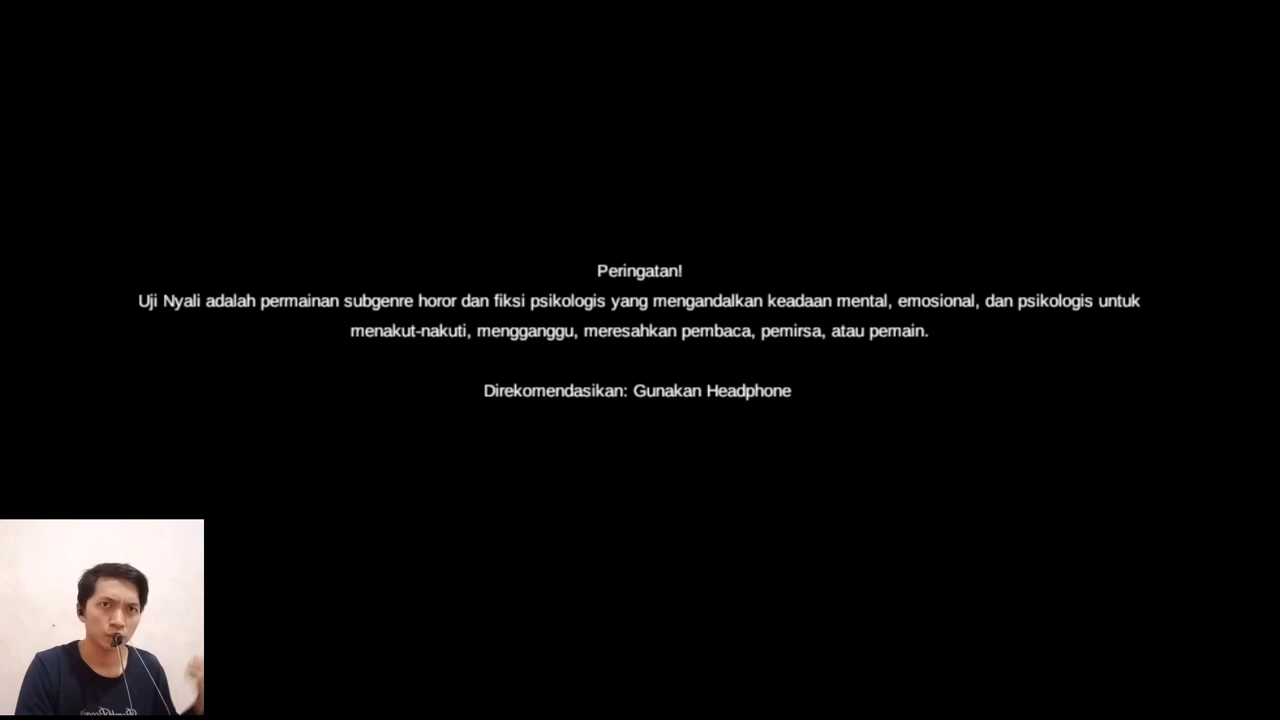 Peringatan!
Uji Nyali adalah permainan subgenre horor dan fiksi psikologis yang mengandalkan keadaan mental, emosional, dan psikologis untuk
menakut-nakuti, mengganggu, meresahkan pembaca, pemirsa, atau pemain.
Direkomendasikan: Gunakan Headphone